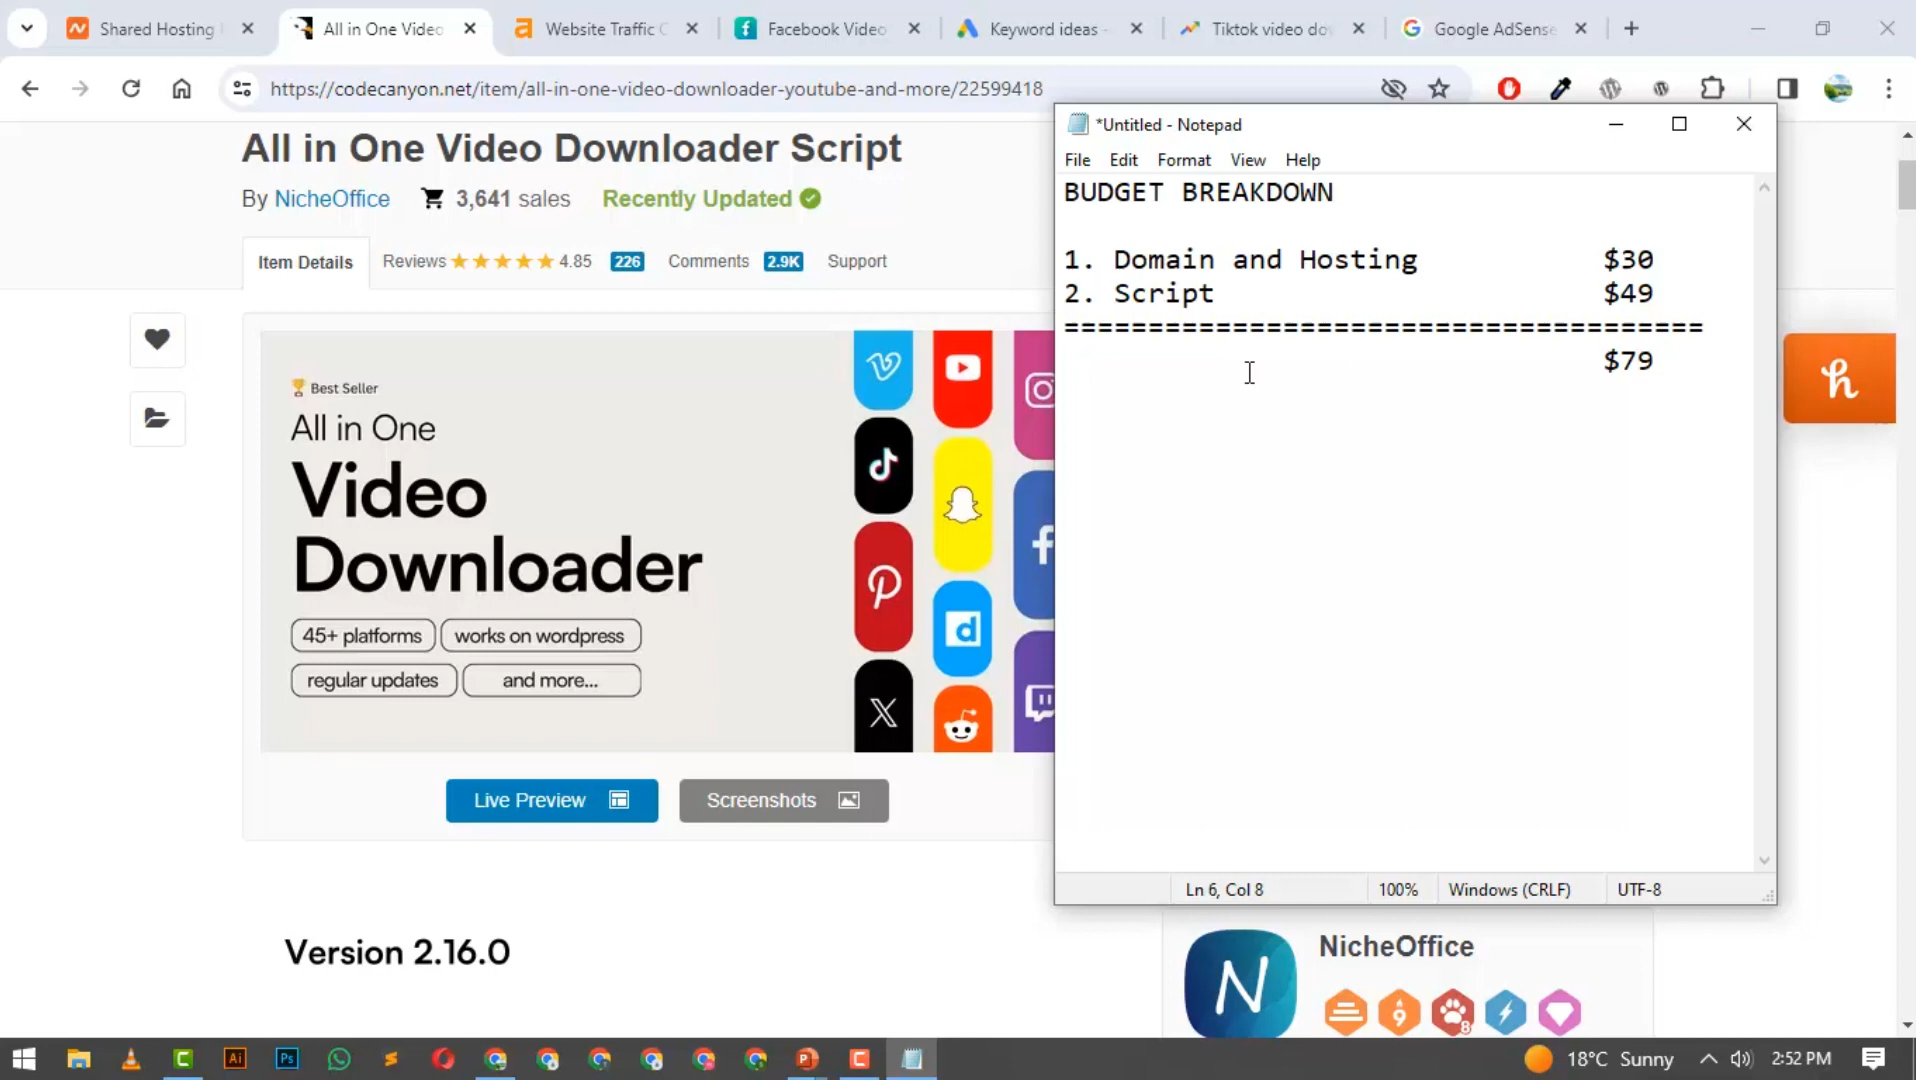 Shared Hosting
All in One Video
Website Traffic C
Facebook Video
Keyword ideas -
Tiktok video do
Google AdSense
https://codecanyon.net/item/all-in-one-video-downloader-youtube-and-more/22599418
All in One Video Downloader Script
By NicheOffice 3,641 sales Recently Updated
Item Details Reviews 4.85 226 Comments 2.9K Support
Best Seller
All in One
Video
Downloader
45+ platforms works on wordpress
regular updates and more...
Live Preview Screenshots
Version 2.16.0
*Untitled - Notepad
File Edit Format View Help
BUDGET BREAKDOWN
1. Domain and Hosting $30
2. Script $49
======================================
$79
Ln 6, Col 8 100% Windows (CRLF) UTF-8
NicheOffice
18°C Sunny 2:52 PM